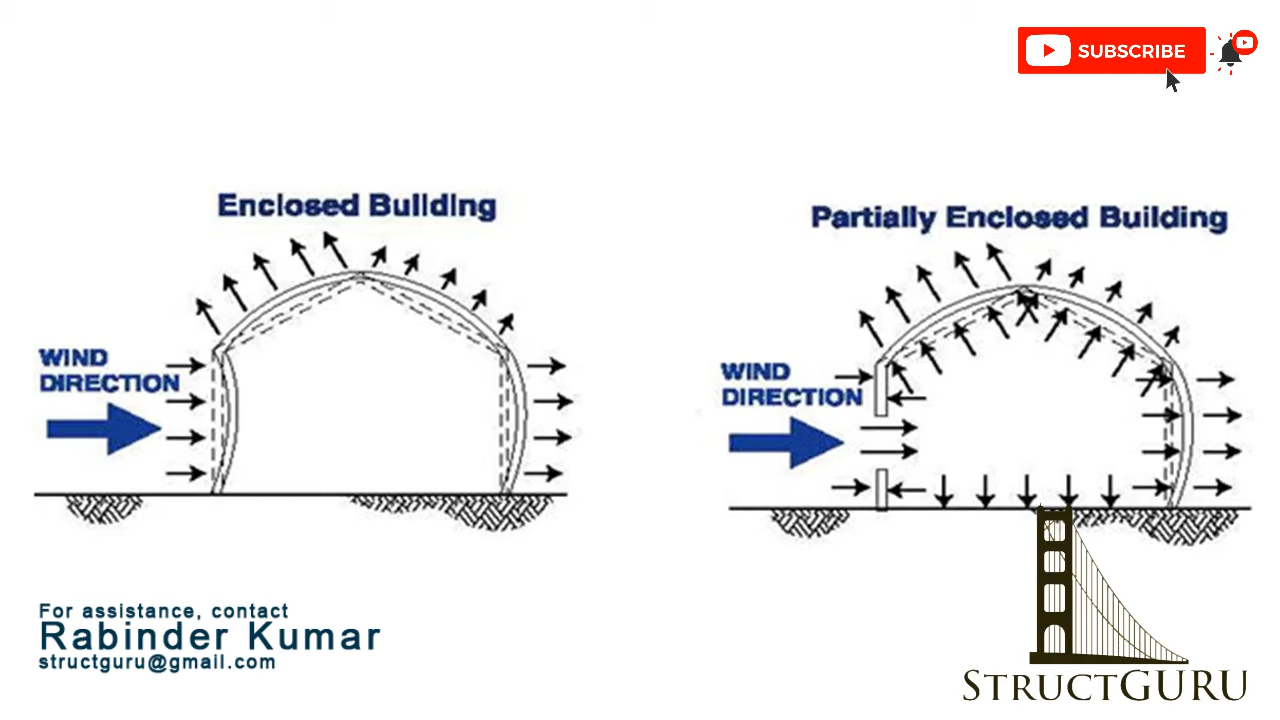 SUBSCRIBE
Enclosed Building
Partially Enclosed Building
WIND
DIRECTION
WIND
DIRECTION
For assistance, contact
Rabinder Kumar
structguru@gmail.com
STRUCTGURU